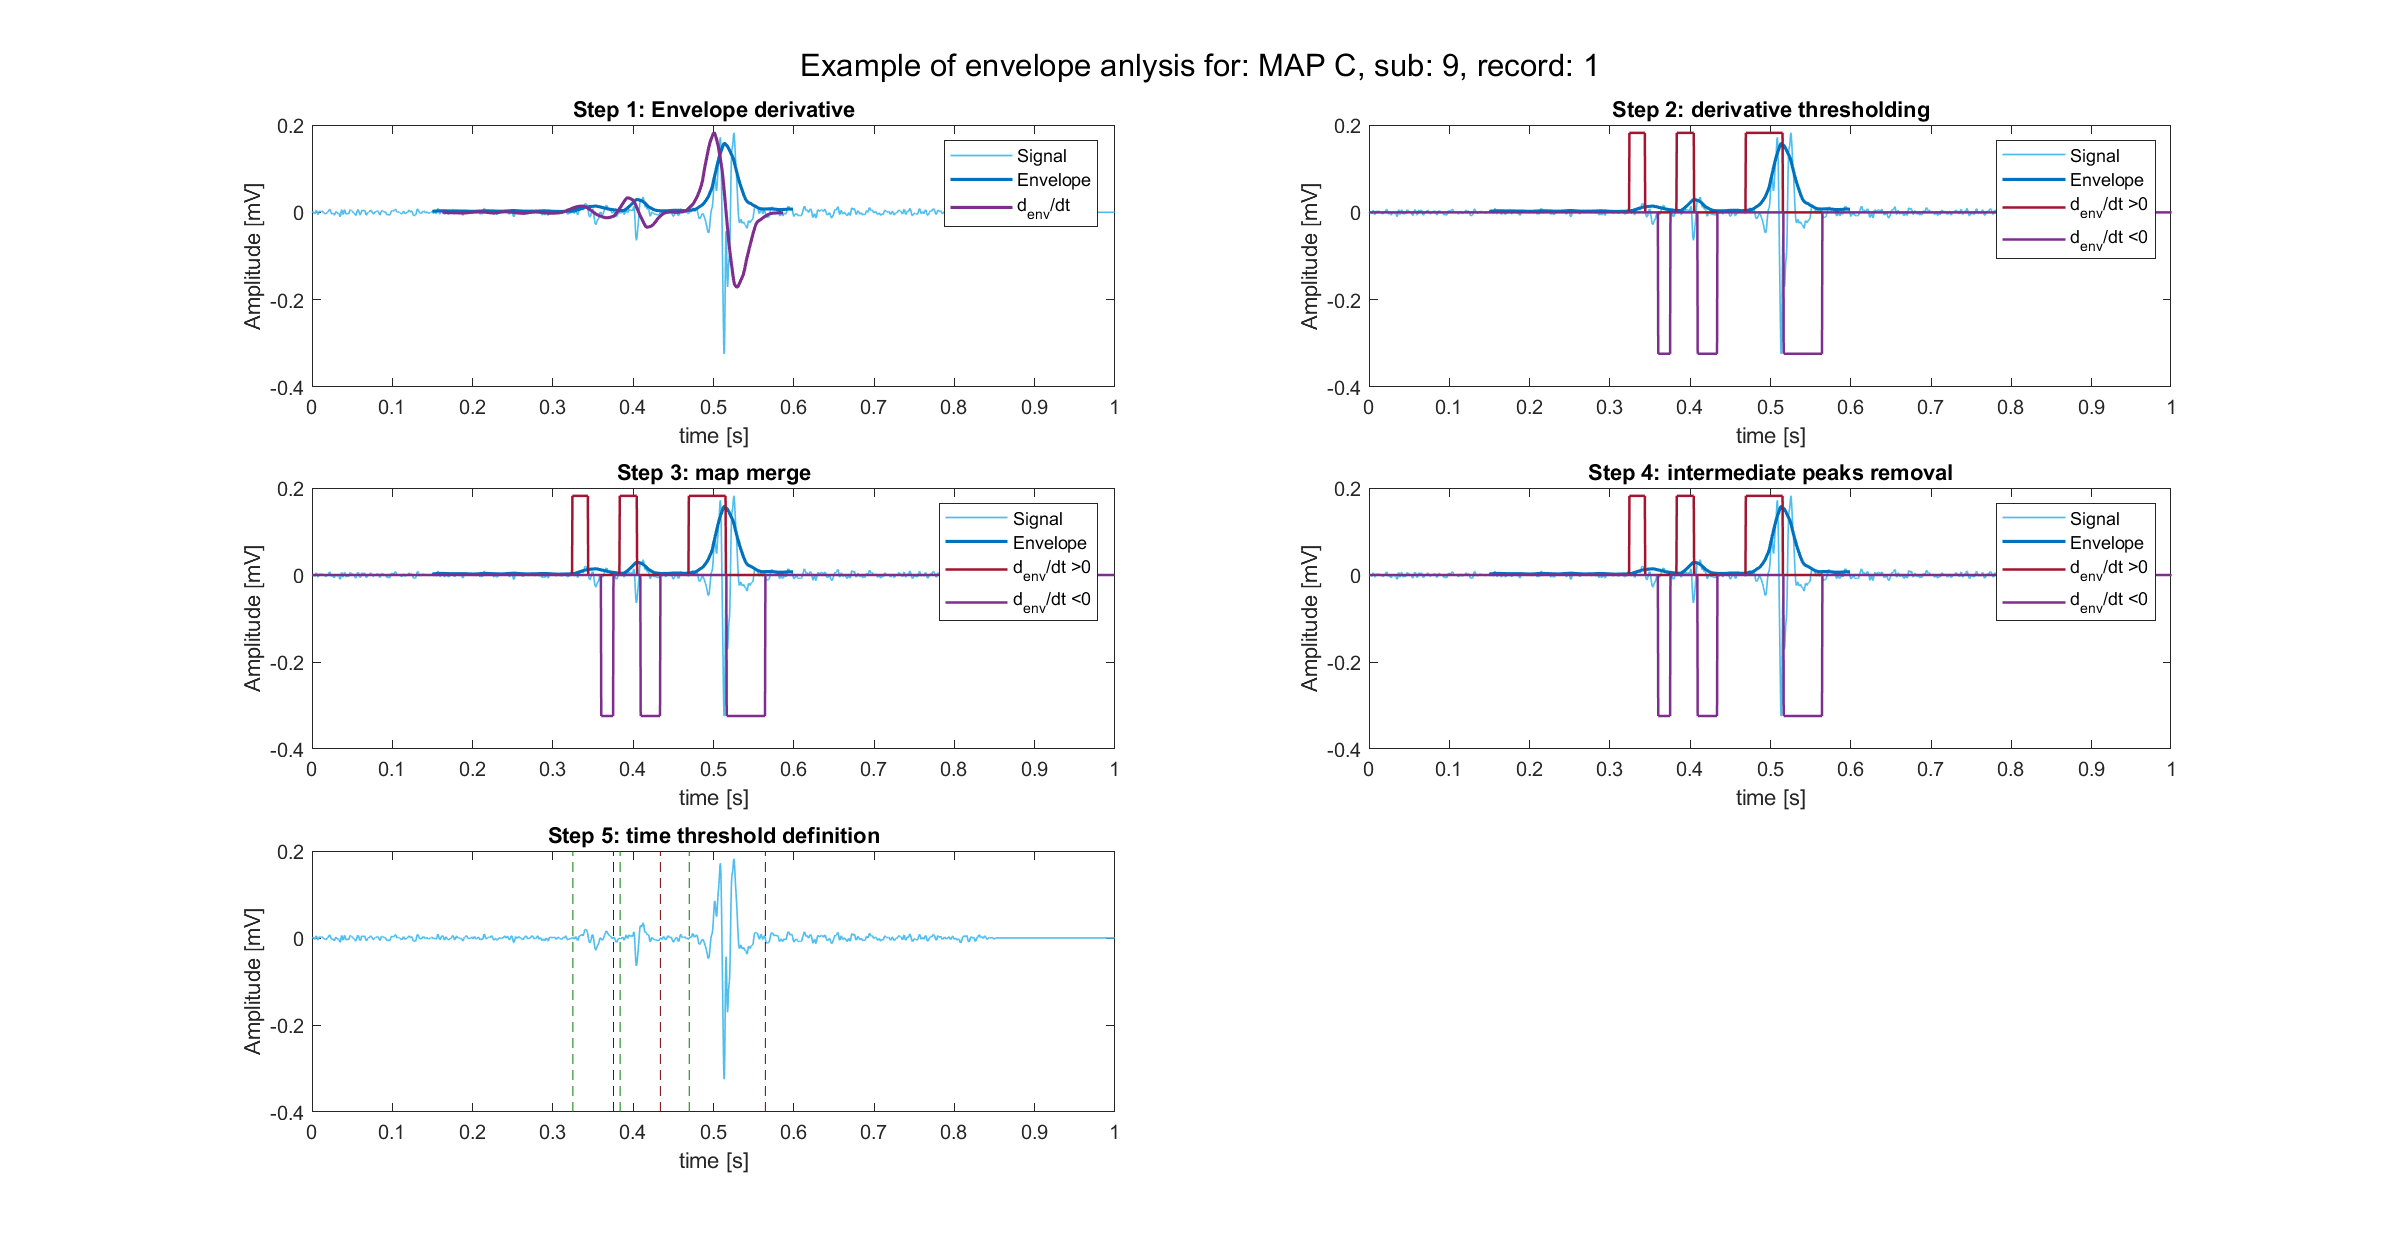 Example of envelope anlysis for: MAP C, sub: 9, record: 1
Step 1: Envelope derivative
0.2
0
-0.2
-0.4
Amplitude [mV]
0 0.1 0.2 0.3 0.4 0.5 0.6 0.7 0.8 0.9 1
time [s]
Signal
Envelope
d_env/dt
Step 2: derivative thresholding
0.2
0
-0.2
-0.4
Amplitude [mV]
0 0.1 0.2 0.3 0.4 0.5 0.6 0.7 0.8 0.9 1
time [s]
Signal
Envelope
d_env/dt >0
d_env/dt <0
Step 3: map merge
0.2
0
-0.2
-0.4
Amplitude [mV]
0 0.1 0.2 0.3 0.4 0.5 0.6 0.7 0.8 0.9 1
time [s]
Signal
Envelope
d_env/dt >0
d_env/dt <0
Step 4: intermediate peaks removal
0.2
0
-0.2
-0.4
Amplitude [mV]
0 0.1 0.2 0.3 0.4 0.5 0.6 0.7 0.8 0.9 1
time [s]
Signal
Envelope
d_env/dt >0
d_env/dt <0
Step 5: time threshold definition
0.2
0
-0.2
-0.4
Amplitude [mV]
0 0.1 0.2 0.3 0.4 0.5 0.6 0.7 0.8 0.9 1
time [s]